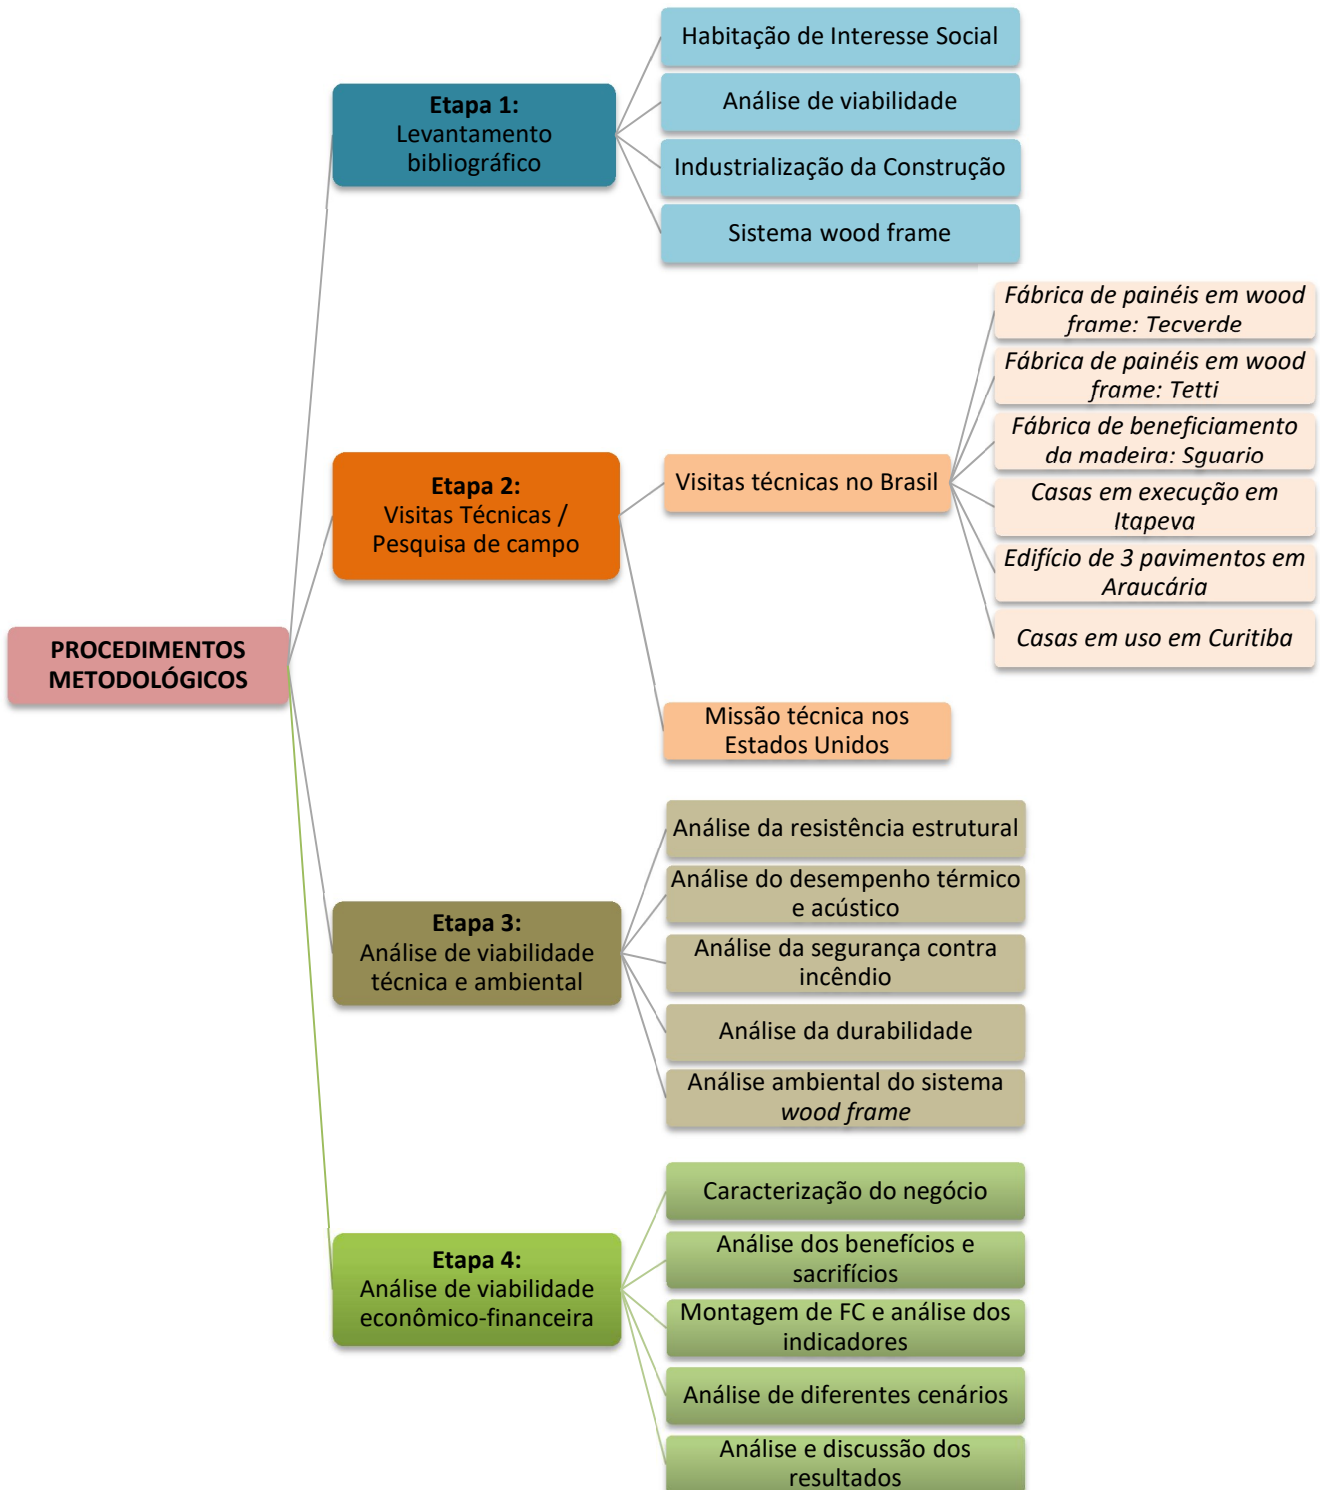 PROCEDIMENTOS
METODOLÓGICOS
Etapa 1:
Levantamento
bibliográfico
Habitação de Interesse Social
Análise de viabilidade
Industrialização da Construção
Sistema wood frame
Etapa 2:
Visitas Técnicas /
Pesquisa de campo
Visitas técnicas no Brasil
Fábrica de painéis em wood
frame: Tecverde
Fábrica de painéis em wood
frame: Tetti
Fábrica de beneficiamento
da madeira: Sguario
Casas em execução em
Itapeva
Edifício de 3 pavimentos em
Araucária
Casas em uso em Curitiba
Missão técnica nos
Estados Unidos
Etapa 3:
Análise de viabilidade
técnica e ambiental
Análise da resistência estrutural
Análise do desempenho térmico
e acústico
Análise da segurança contra
incêndio
Análise da durabilidade
Análise ambiental do sistema
wood frame
Etapa 4:
Análise de viabilidade
econômico-financeira
Caracterização do negócio
Análise dos benefícios e
sacrifícios
Montagem de FC e análise dos
indicadores
Análise de diferentes cenários
Análise e discussão dos
resultados